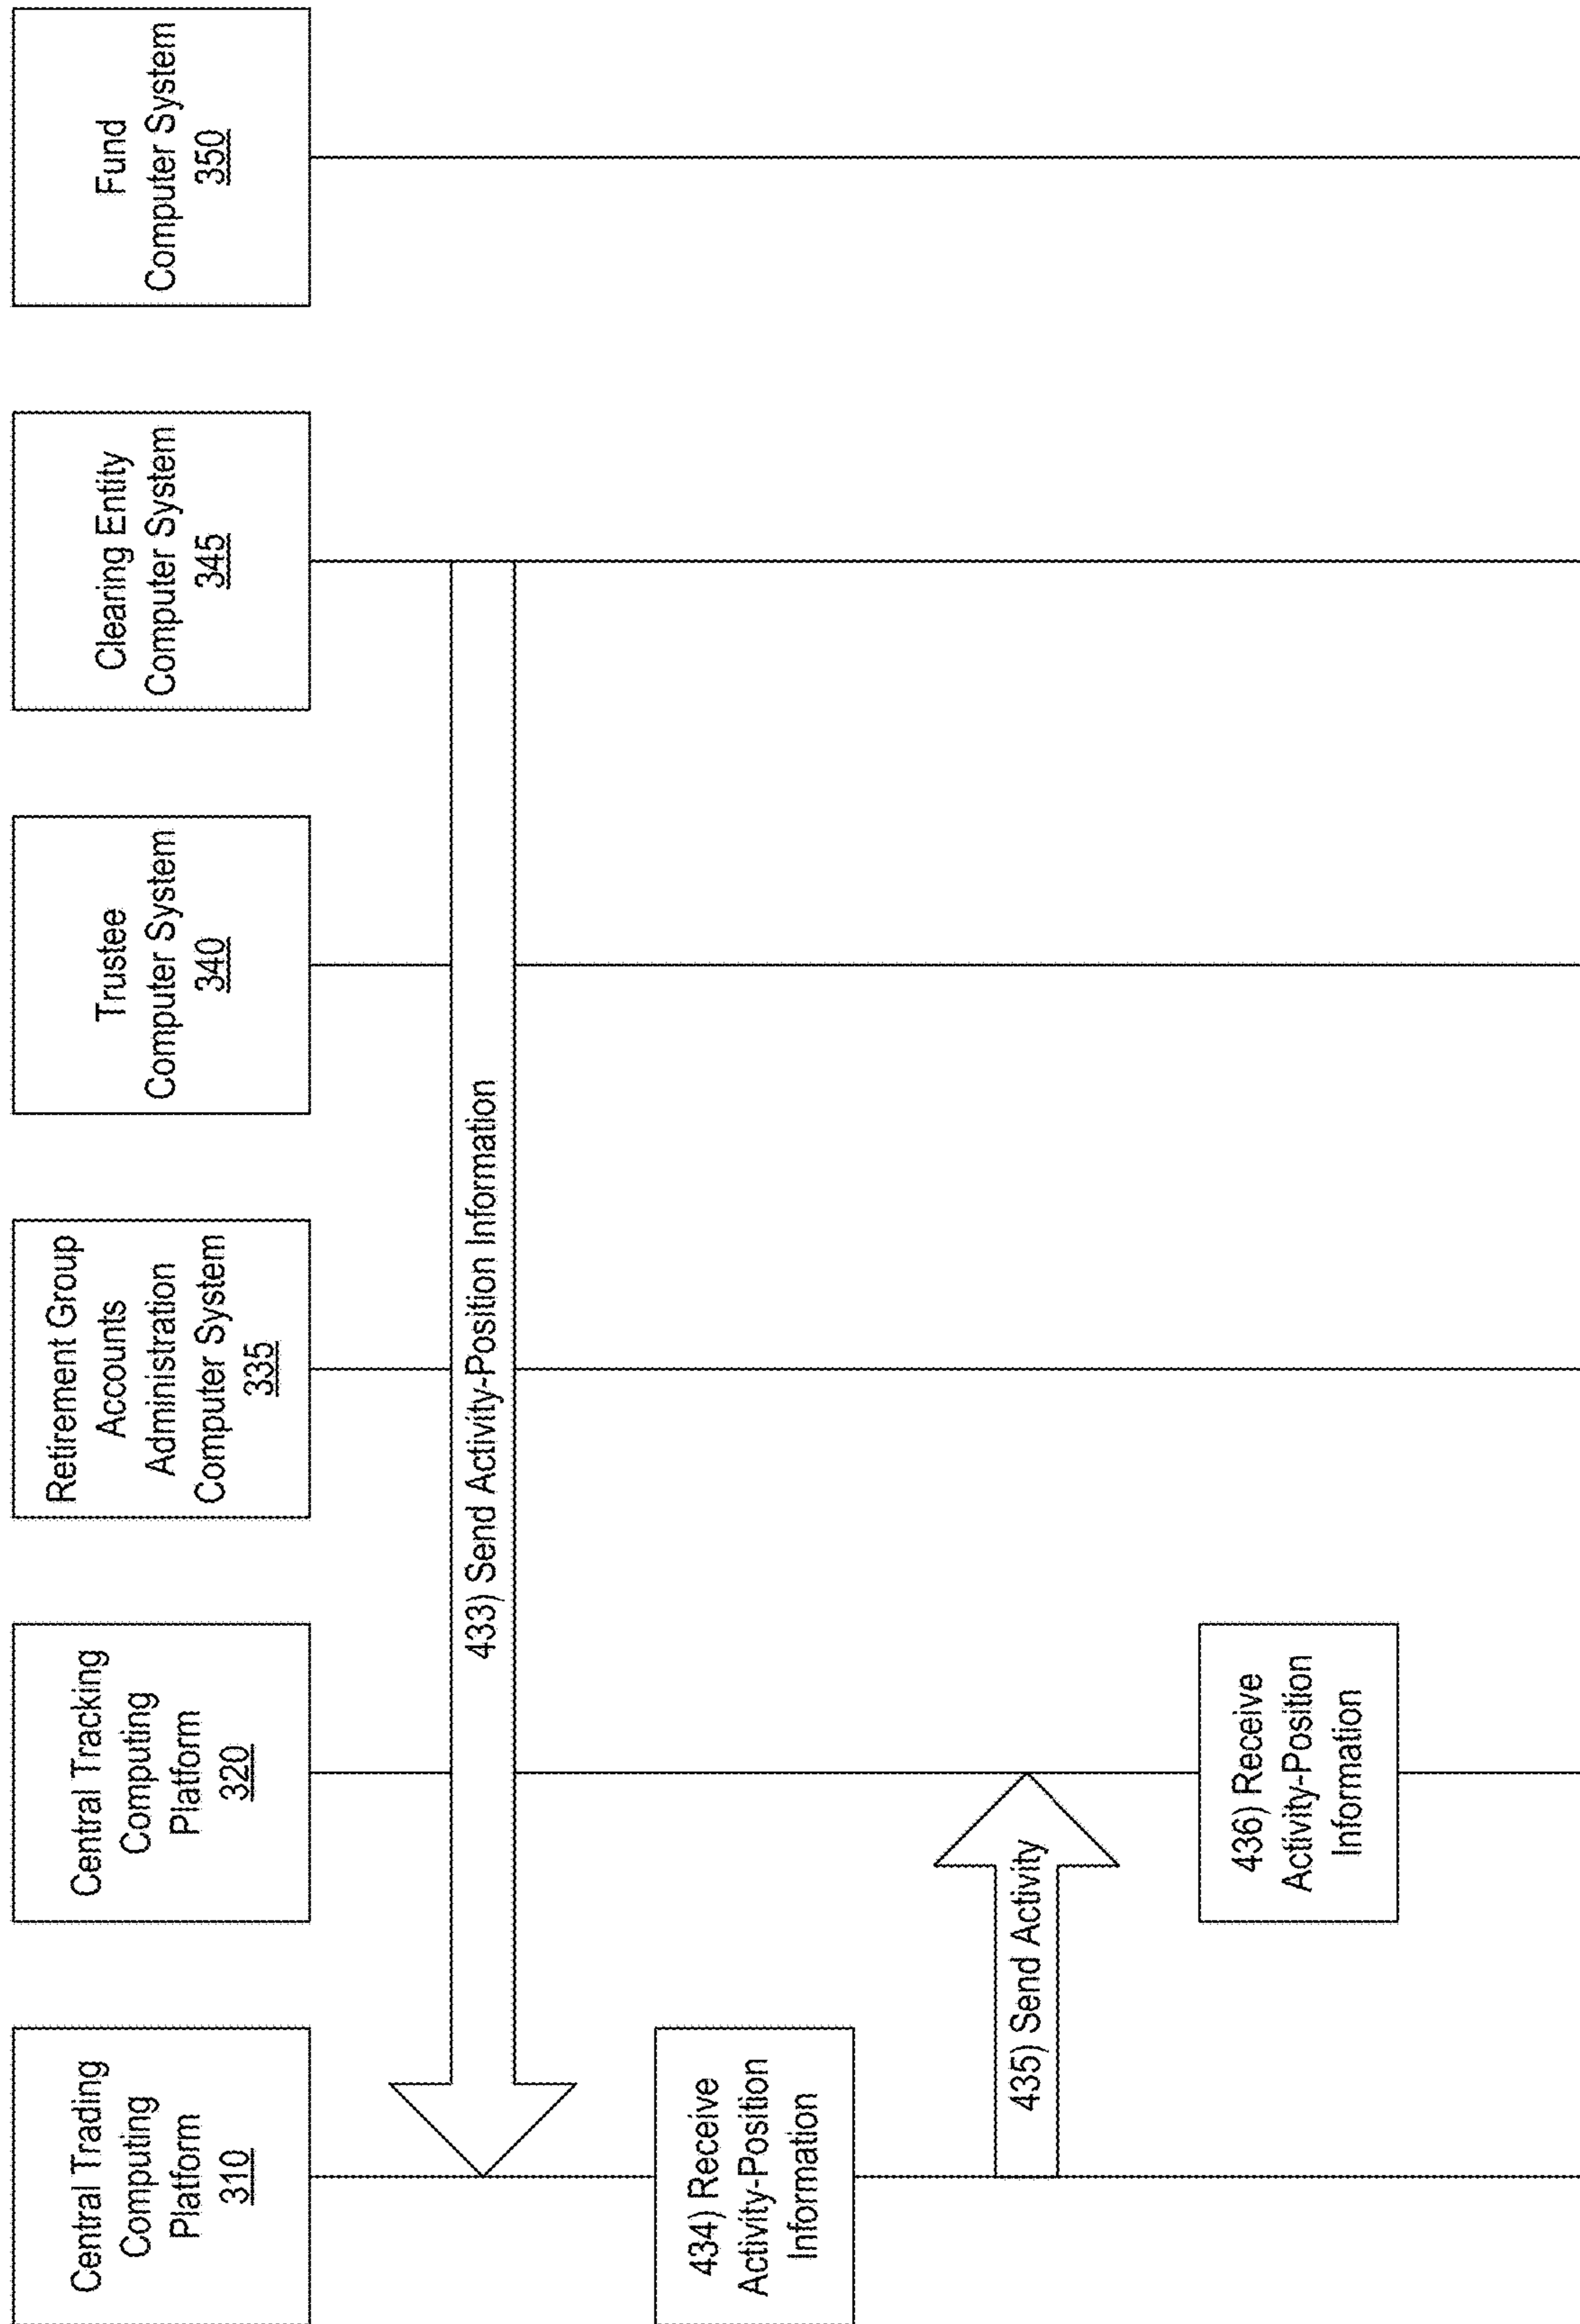 Central Trading
Computing
Platform
310
Central Tracking
Computing
Platform
320
Retirement Group
Accounts
Administration
Computer System
335
Trustee
Computer System
340
Clearing Entity
Computer System
345
Fund
Computer System
350
433) Send Activity-Position Information
434) Receive
Activity-Position
Information
435) Send Activity
436) Receive
Activity-Position
Information